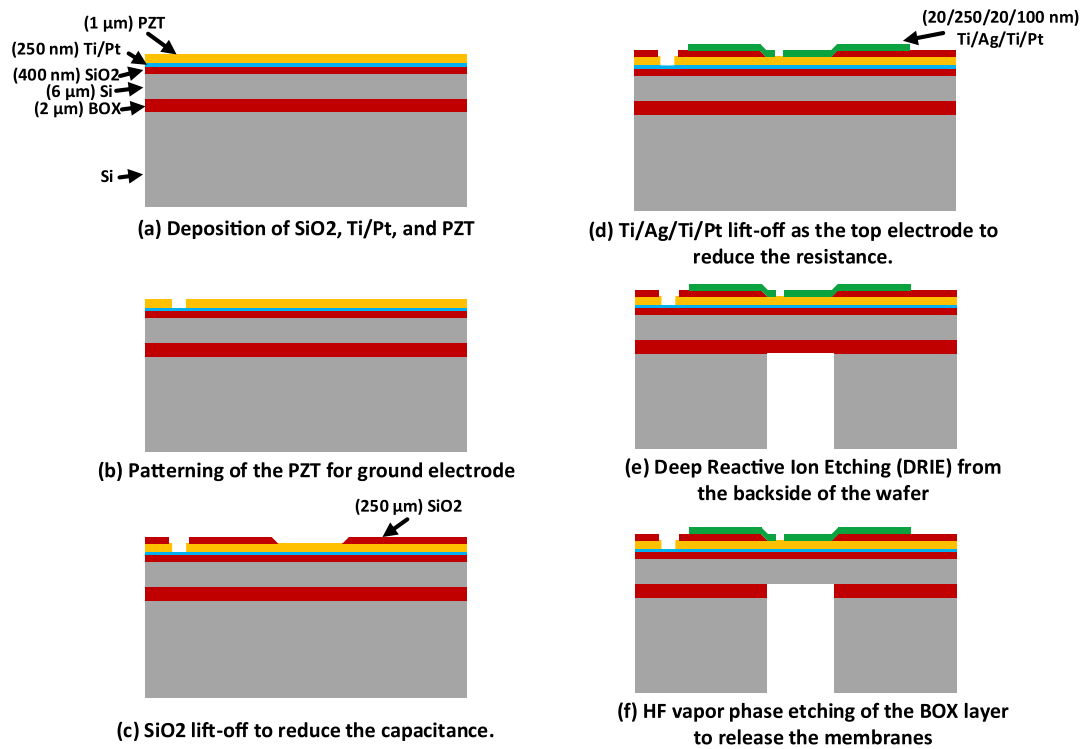 (1 µm) PZT
(250 nm) Ti/Pt
(400 nm) SiO2
(6 µm) Si
(2 µm) BOX
Si
(a) Deposition of SiO2, Ti/Pt, and PZT
(b) Patterning of the PZT for ground electrode
(250 µm) SiO2
(c) SiO2 lift-off to reduce the capacitance.
(20/250/20/100 nm)
Ti/Ag/Ti/Pt
(d) Ti/Ag/Ti/Pt lift-off as the top electrode to
reduce the resistance.
(e) Deep Reactive Ion Etching (DRIE) from
the backside of the wafer
(f) HF vapor phase etching of the BOX layer
to release the membranes